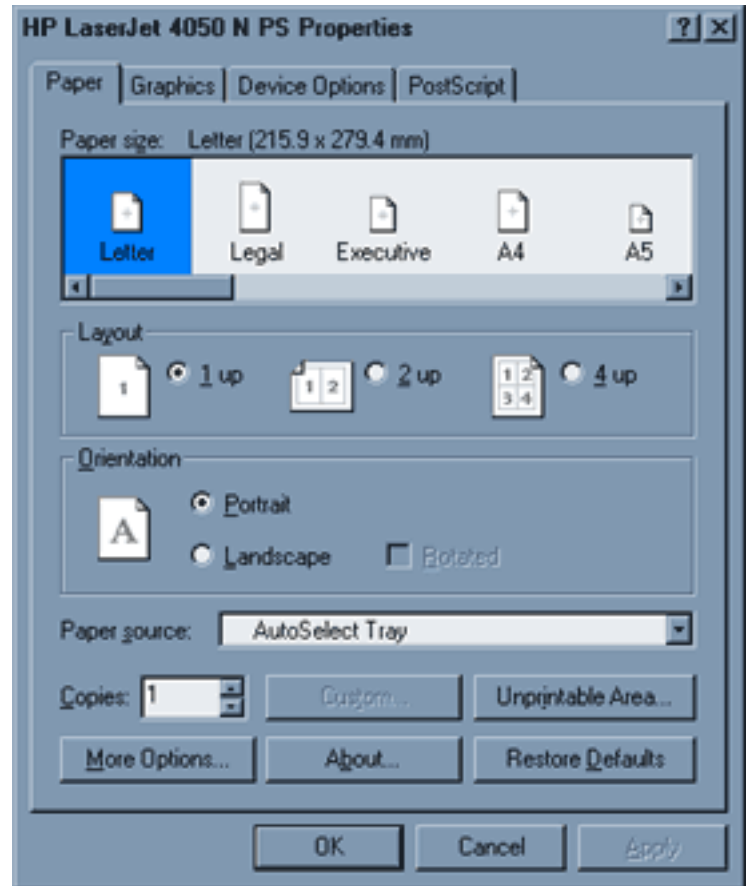 HP LaserJet 4050 N PS Properties
Paper Graphics Device Options PostScript
Paper size: Letter (215.9 x 279.4 mm)
Letter Legal Executive A4 A5
Layout
1 1 up 1 2 2 up 1 2 3 4 4 up
Orientation
A Portrait
Landscape Rotated
Paper source: AutoSelect Tray
Copies: 1 Custom... Unprintable Area...
More Options... About... Restore Defaults
OK Cancel Apply